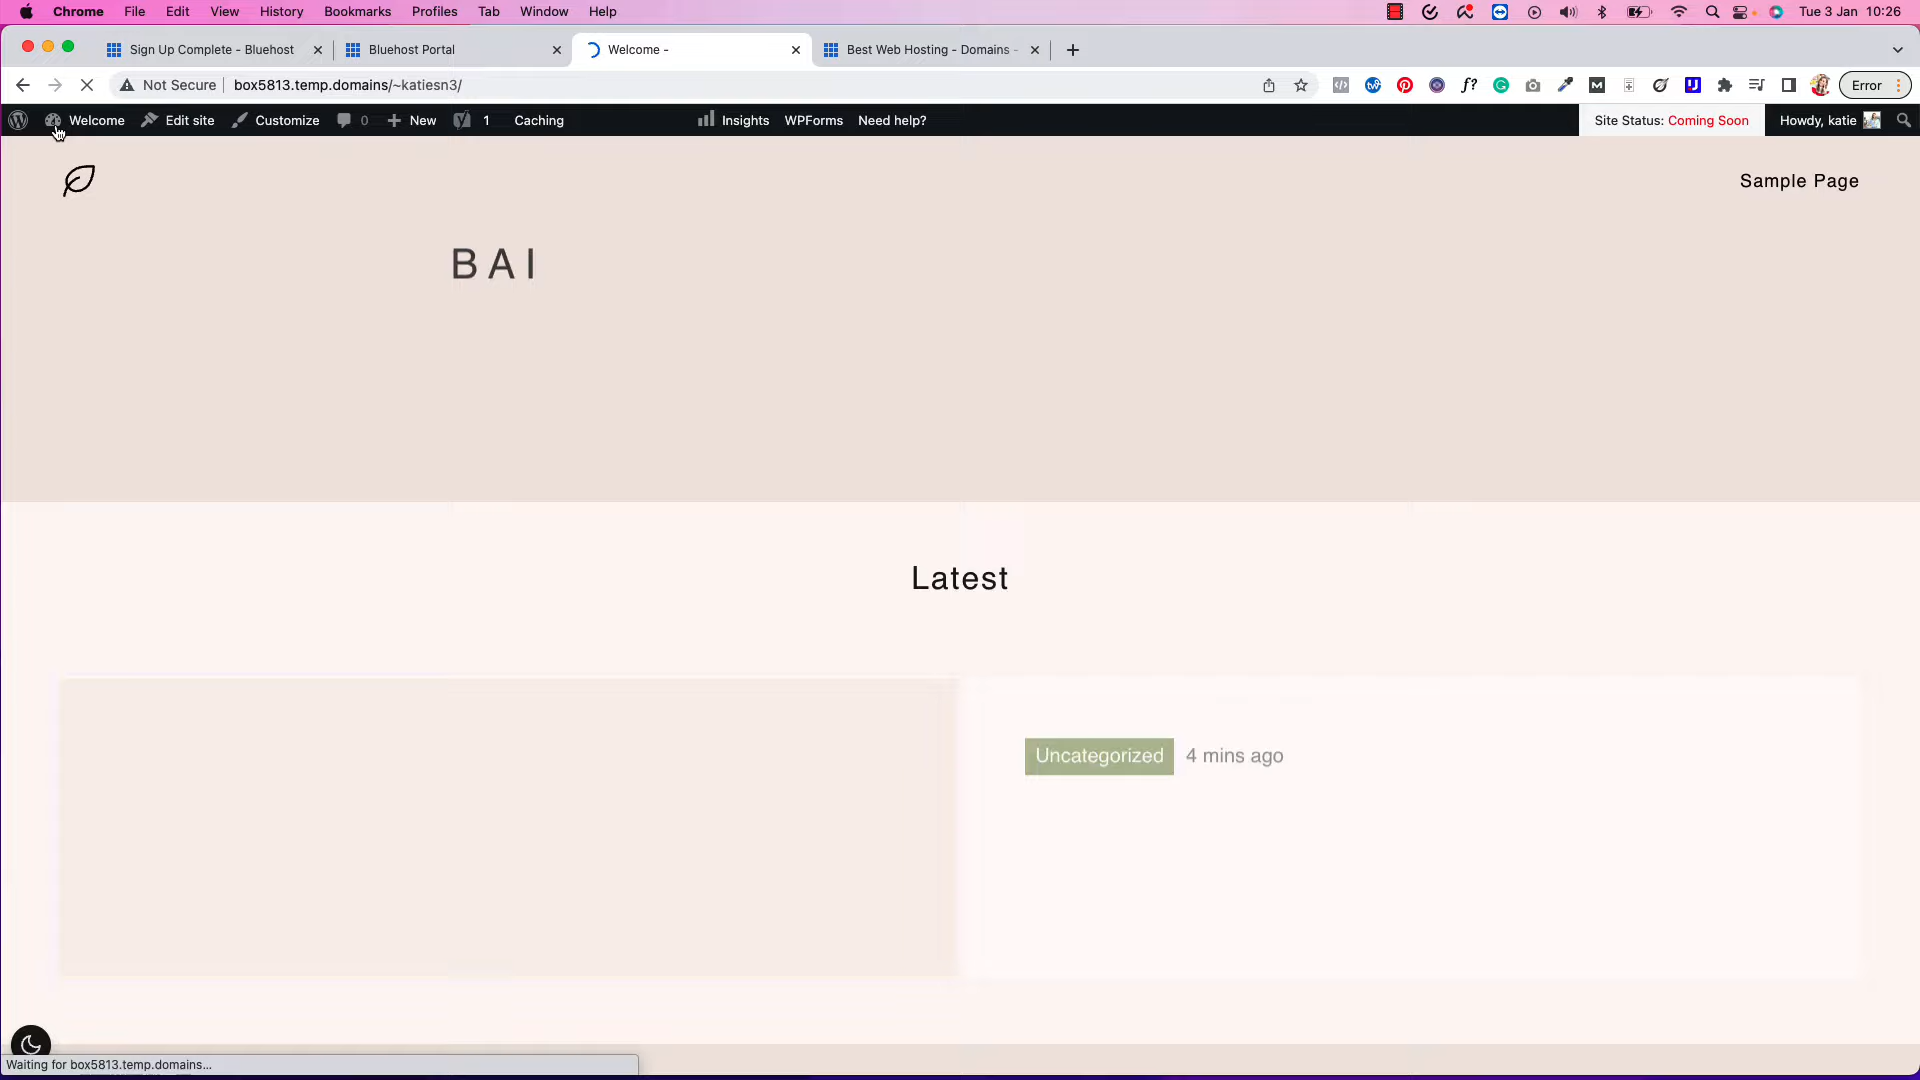 Chrome File Edit View History Bookmarks Profiles Tab Window Help Tue 3 Jan 10:26
Sign Up Complete - Bluehost Bluehost Portal Welcome - Best Web Hosting - Domains -
Not Secure box5813.temp.domains/~katiesn3/ Error
Welcome Edit site Customize 0 New 1 Caching Insights WPForms Need help? Site Status: Coming Soon Howdy, katie
Sample Page
BAI
Latest
Uncategorized 4 mins ago
Waiting for box5813.temp.domains...